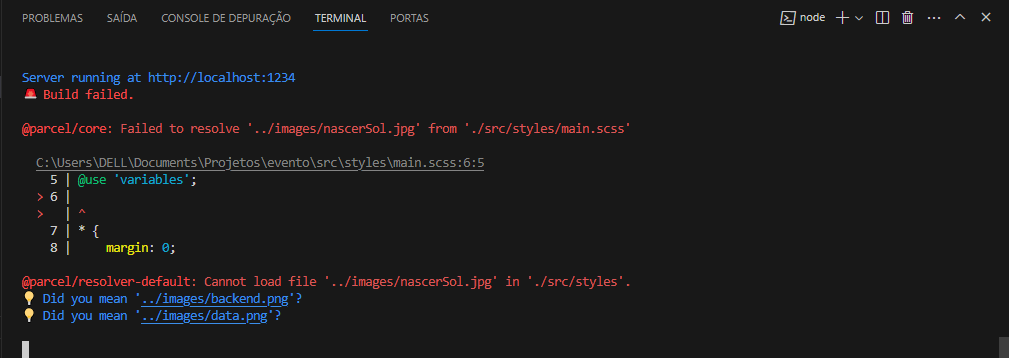 PROBLEMAS SAÍDA CONSOLE DE DEPURAÇÃO TERMINAL PORTAS node
Server running at http://localhost:1234
🚨 Build failed.
@parcel/core: Failed to resolve '../images/nascerSol.jpg' from './src/styles/main.scss'
C:\Users\DELL\Documents\Projetos\evento\src\styles\main.scss:6:5
5 | @use 'variables';
> 6 |
> | ^
7 | * {
8 | margin: 0;
@parcel/resolver-default: Cannot load file '../images/nascerSol.jpg' in './src/styles'.
💡 Did you mean '../images/backend.png'?
💡 Did you mean '../images/data.png'?